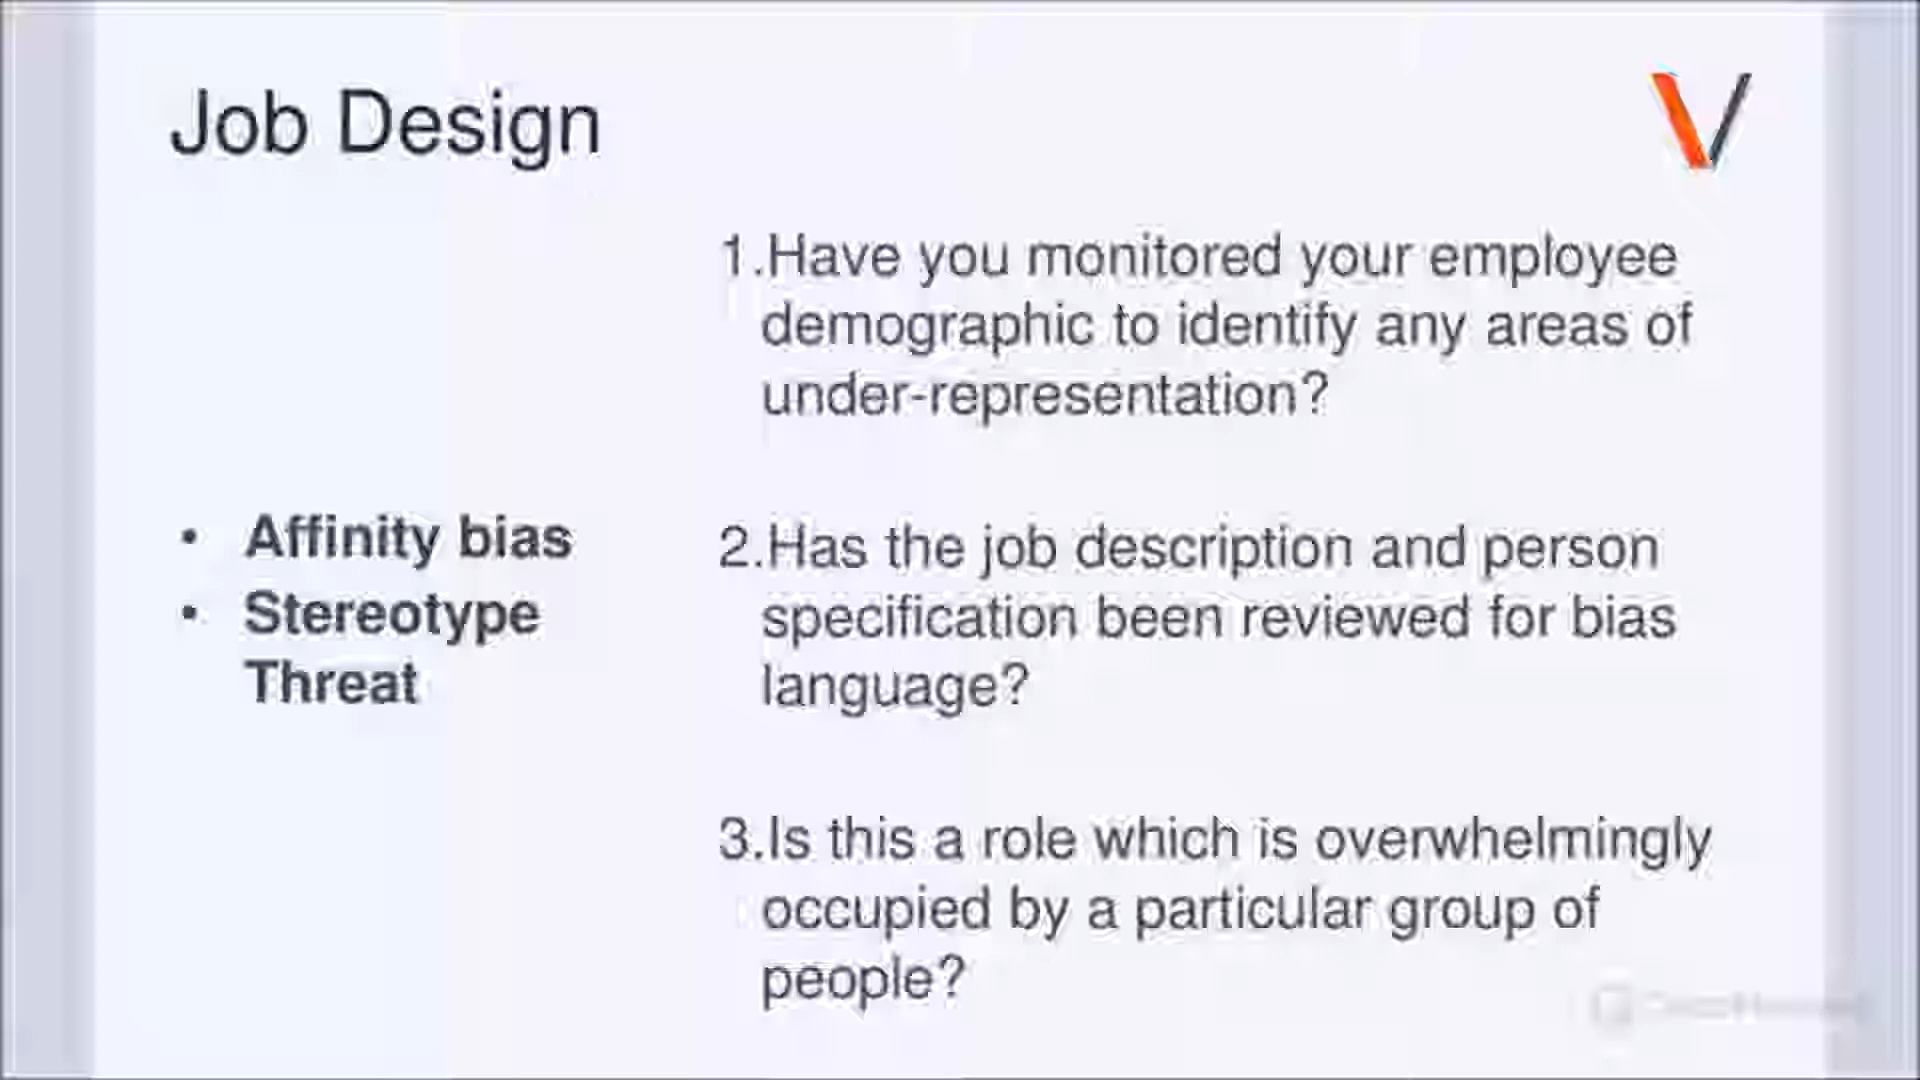 Job Design
• Affinity bias
• Stereotype
Threat
1.Have you monitored your employee
demographic to identify any areas of
under-representation?
2.Has the job description and person
specification been reviewed for bias
language?
3.Is this a role which is overwhelmingly
occupied by a particular group of
people?